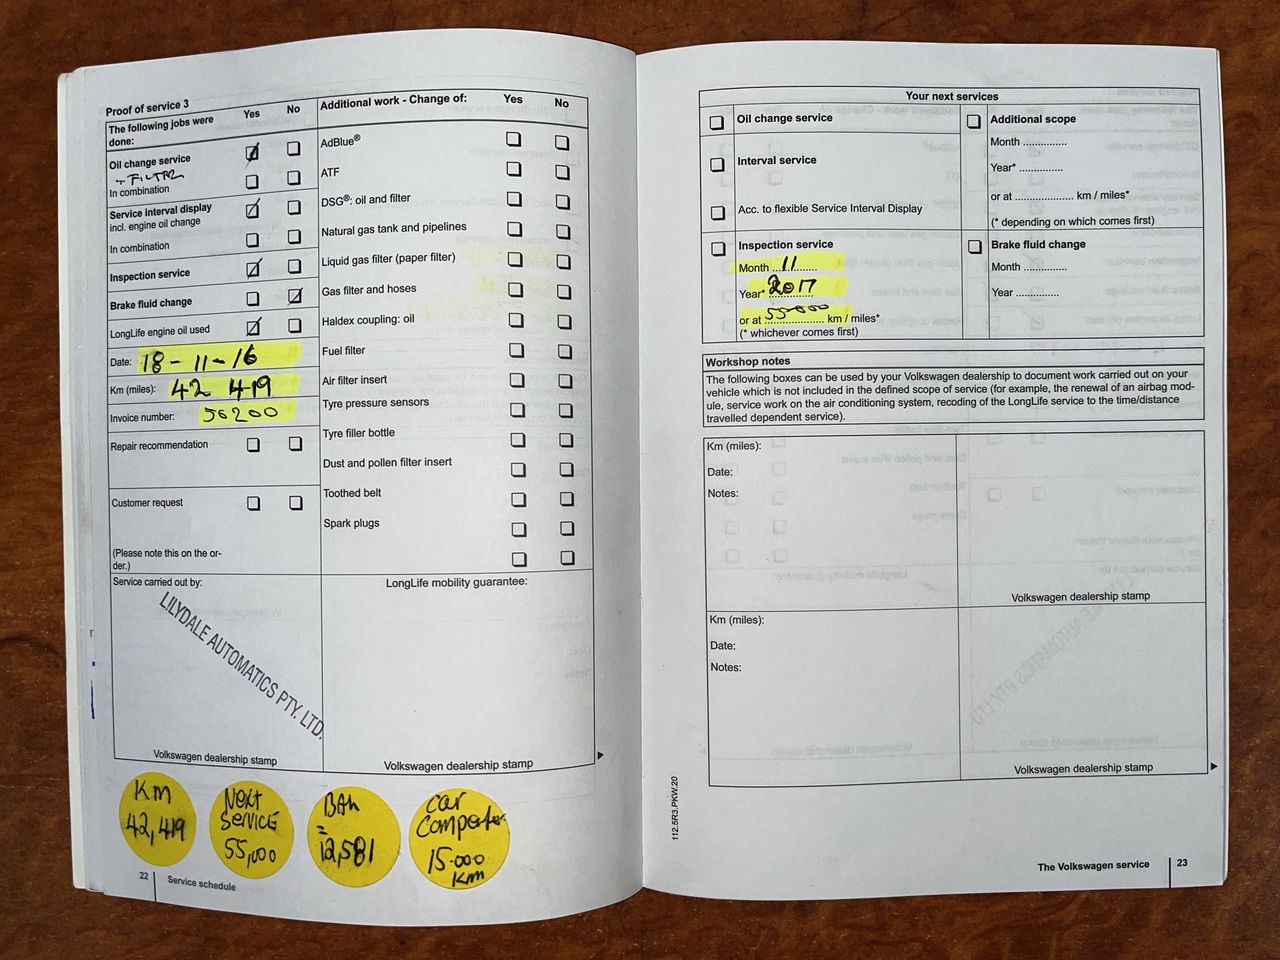 Proof of service 3
The following jobs were done:
Yes
No
Oil change service
+ FILTER
In combination
Service interval display
incl. engine oil change
In combination
Inspection service
Brake fluid change
LongLife engine oil used
Date: 18-11-16
Km (miles): 42 419
Invoice number: 50200
Repair recommendation
Customer request
(Please note this on the or-
der.)
Service carried out by:
LILYDALE AUTOMATICS PTY. LTD.
Volkswagen dealership stamp
Additional work - Change of:
Yes
No
AdBlue®
ATF
DSG®: oil and filter
Natural gas tank and pipelines
Liquid gas filter (paper filter)
Gas filter and hoses
Haldex coupling: oil
Fuel filter
Air filter insert
Tyre pressure sensors
Tyre filler bottle
Dust and pollen filter insert
Toothed belt
Spark plugs
LongLife mobility guarantee:
Volkswagen dealership stamp
Km
42,419
Next
Service
55,000
BAL
=
12,581
Car
Computer
15.000
Km
22
Service schedule
Your next services
Oil change service
Interval service
Acc. to flexible Service Interval Display
Additional scope
Month ..............
Year* ..............
or at .................... km / miles*
(* depending on which comes first)
Inspection service
Month ...11.........
Year* 2017
or at 55000 km / miles*
(* whichever comes first)
Brake fluid change
Month ..............
Year ..............
Workshop notes
The following boxes can be used by your Volkswagen dealership to document work carried out on your
vehicle which is not included in the defined scope of service (for example, the renewal of an airbag mod-
ule, service work on the air conditioning system, recoding of the LongLife service to the time/distance
travelled dependent service).
Km (miles):
Date:
Notes:
Volkswagen dealership stamp
Km (miles):
Date:
Notes:
Volkswagen dealership stamp
112.5R3.PKW.20
The Volkswagen service
23